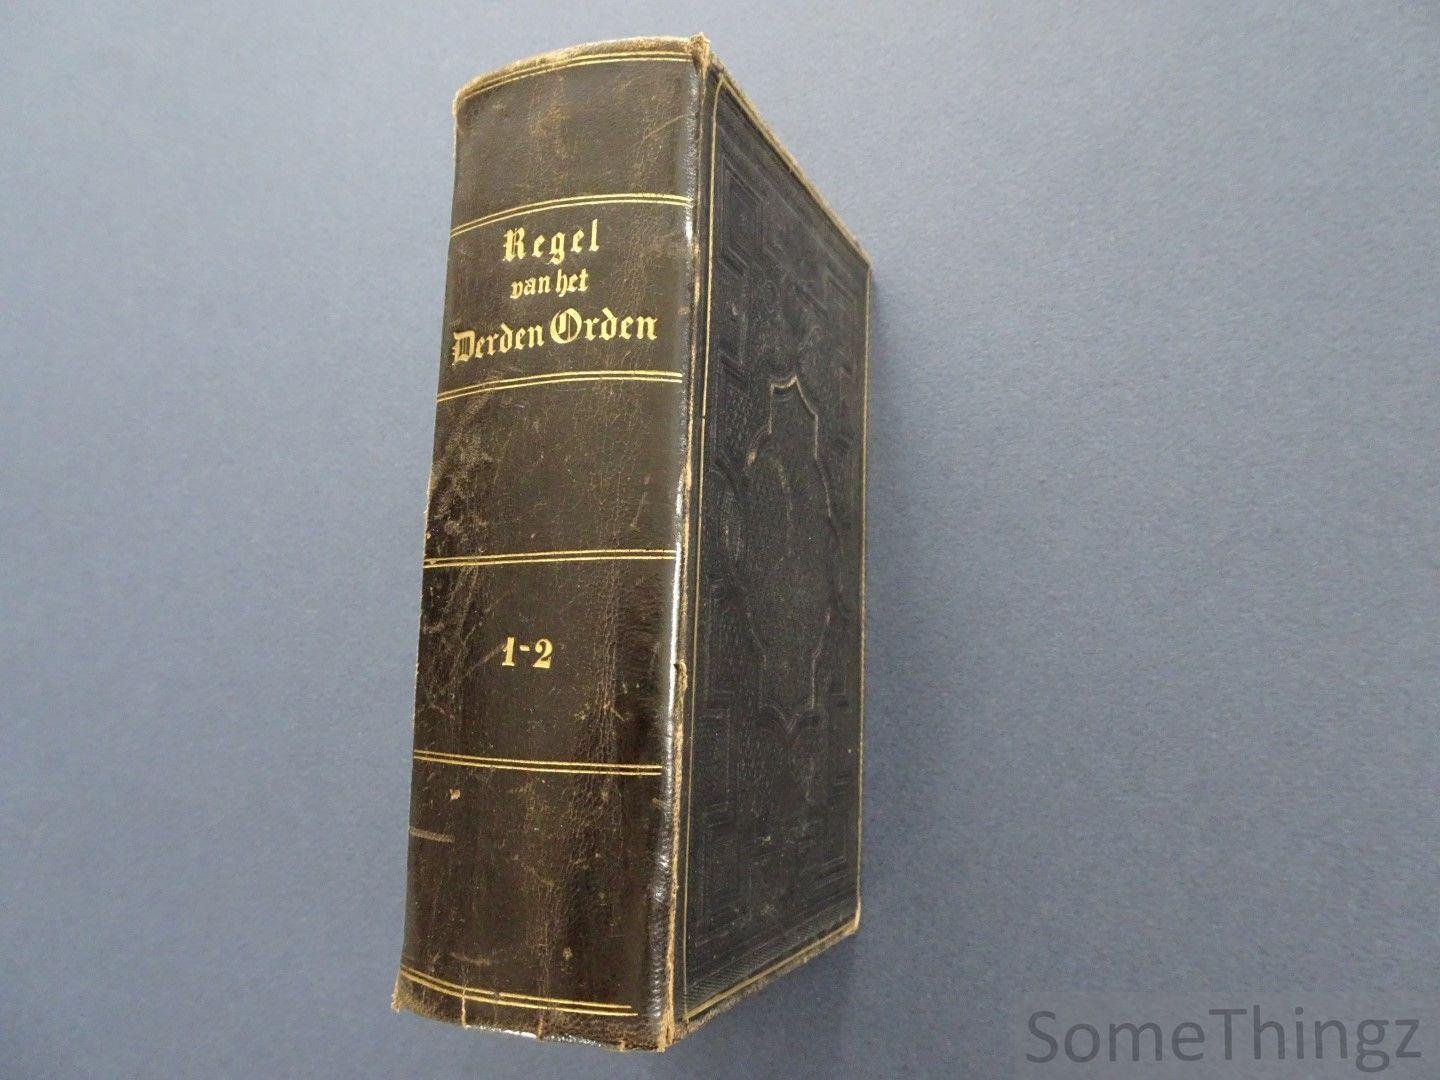 Regel
van het
Derden Orden
1-2
SomeThingz